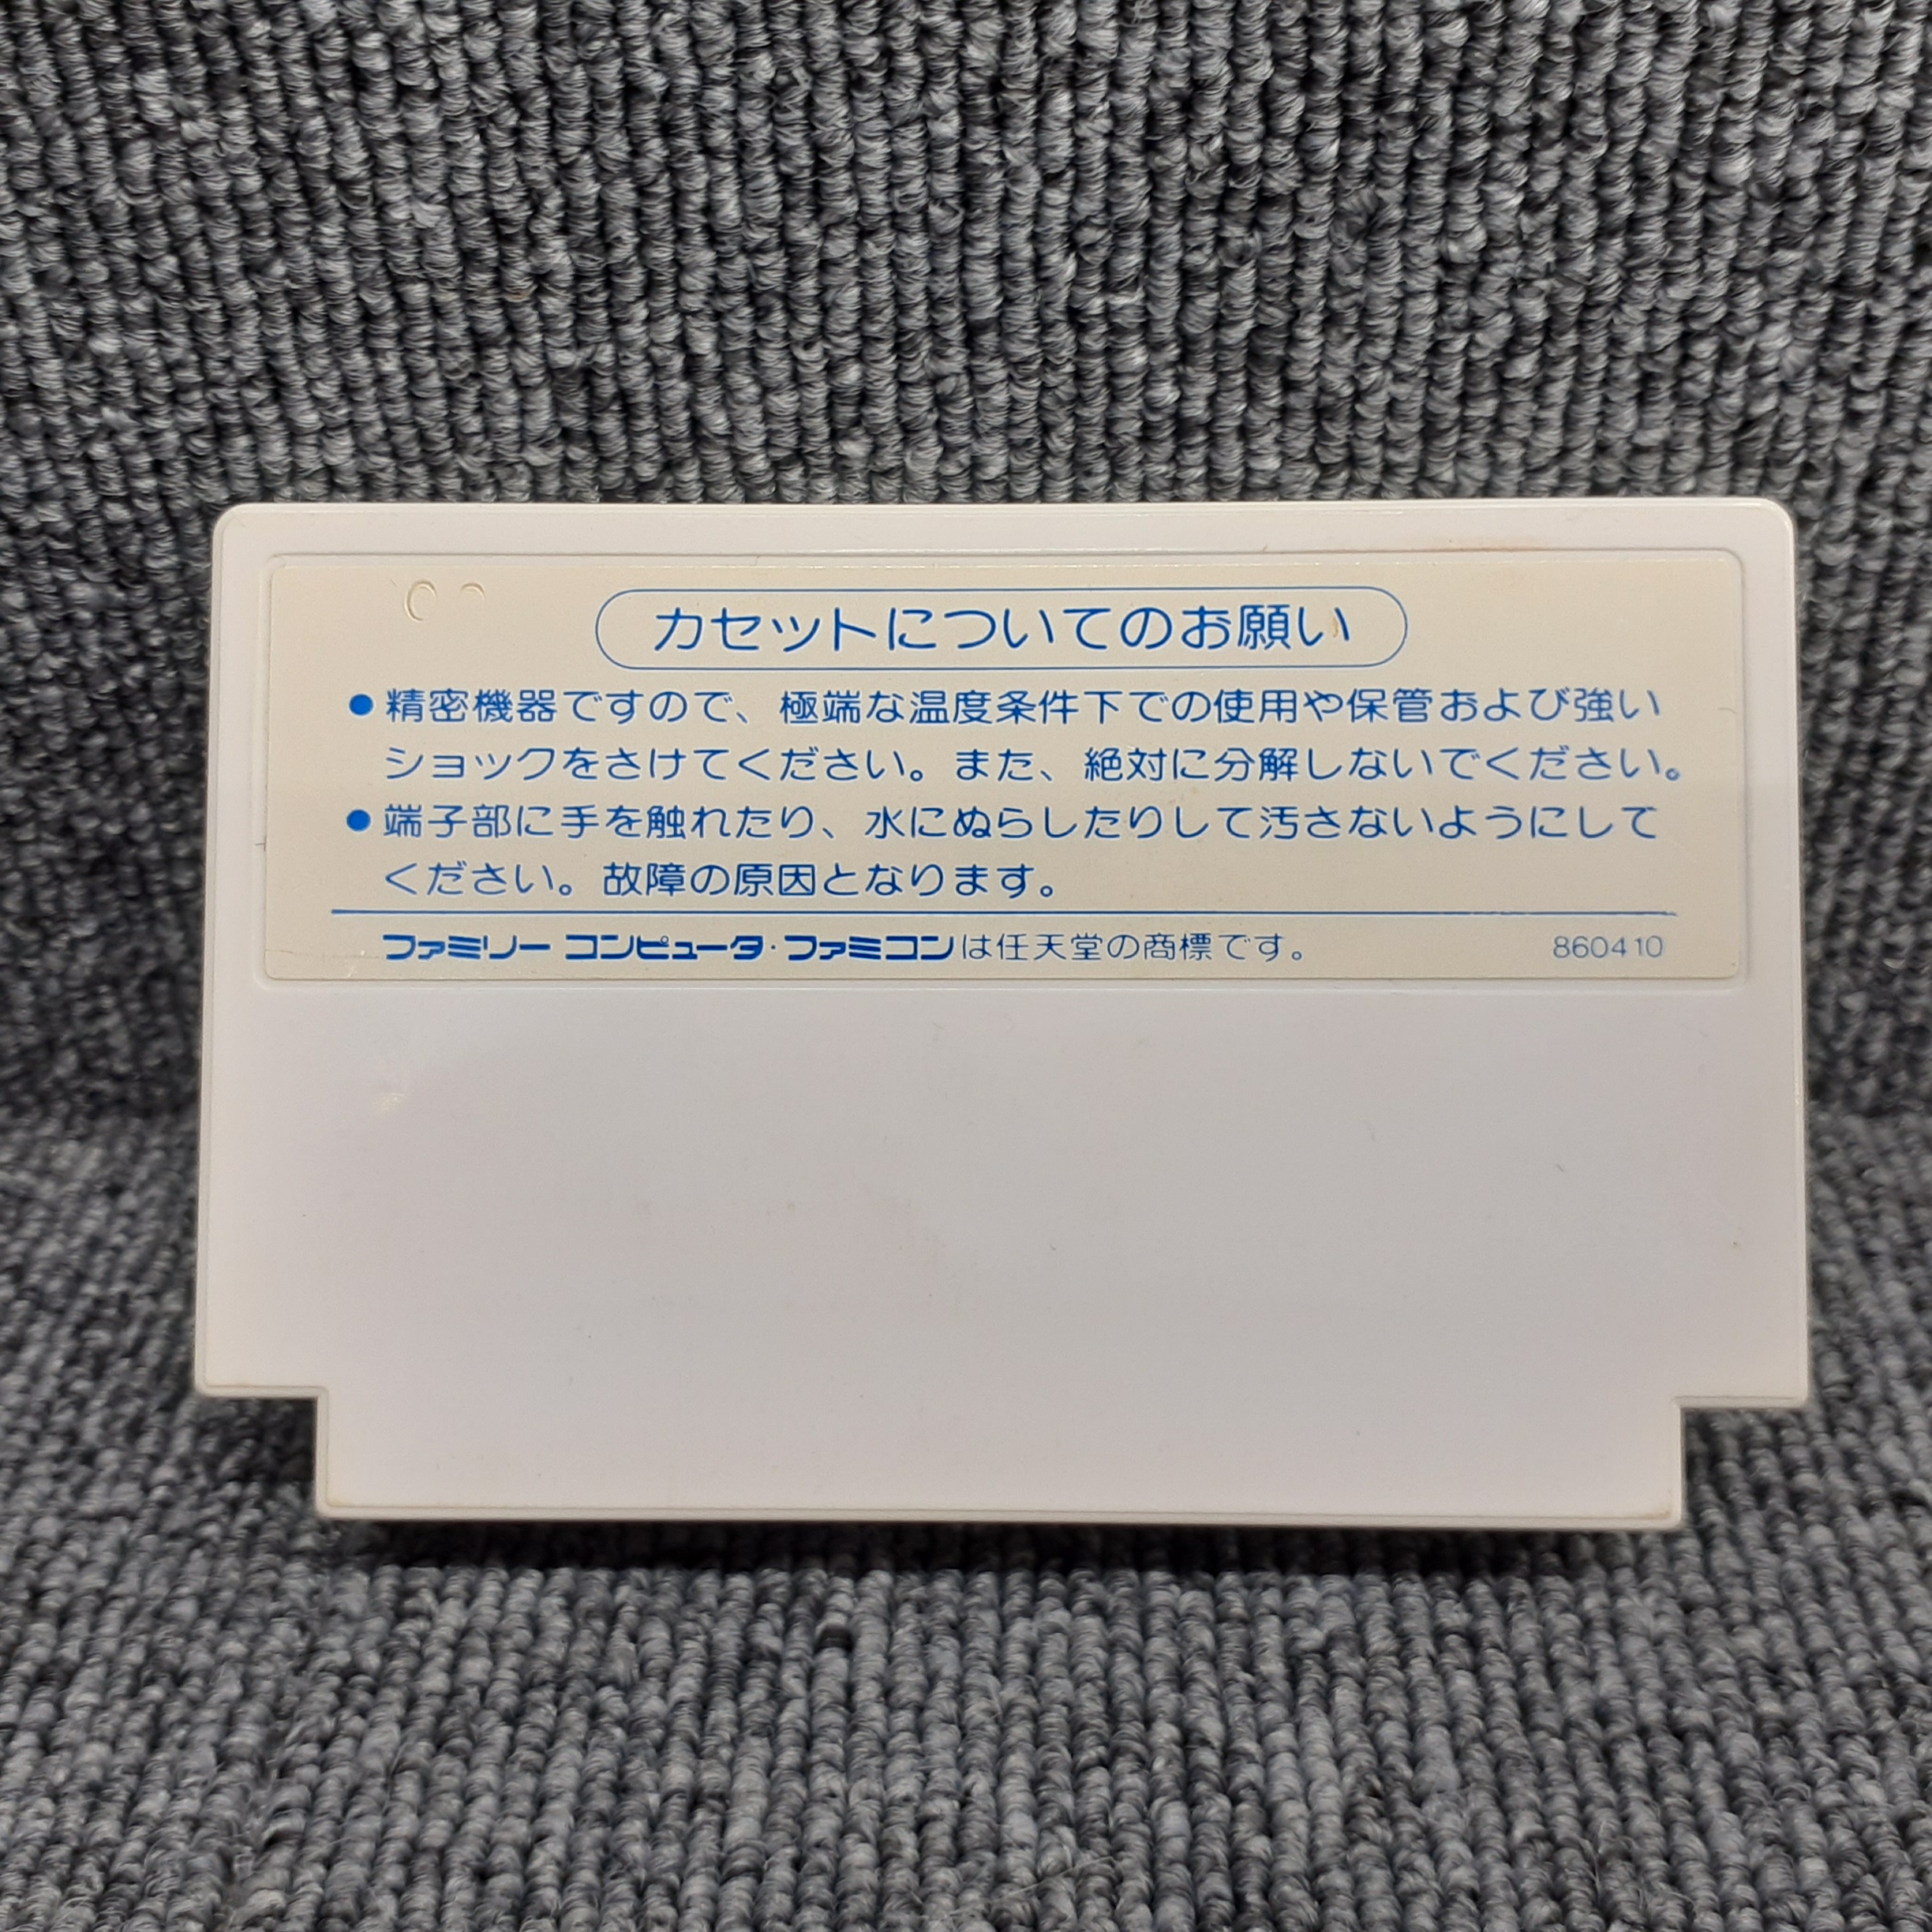 カセットについてのお願い
●精密機器ですので、極端な温度条件下での使用や保管および強い
ショックをさけてください。また、絶対に分解しないでください。
●端子部に手を触れたり、水にぬらしたりして汚さないようにして
ください。故障の原因となります。
ファミリー コンピュータ・ファミコンは任天堂の商標です。 860410